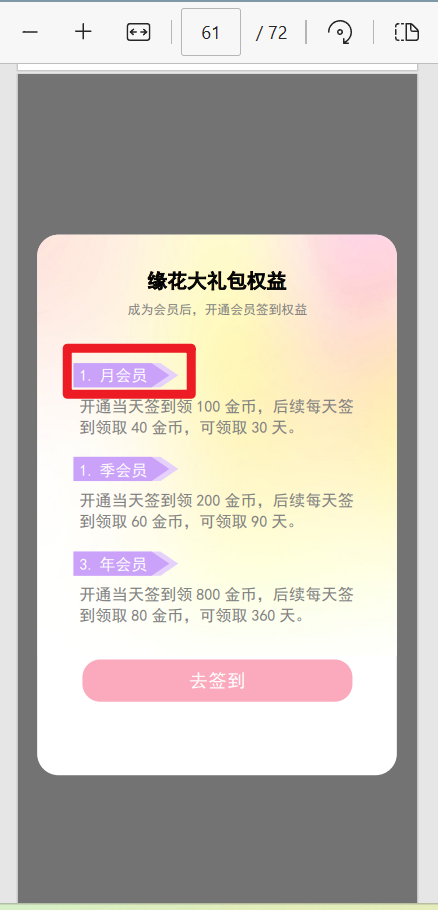 61 / 72
缘花大礼包权益
成为会员后，开通会员签到权益
1. 月会员
开通当天签到领 100 金币，后续每天签
到领取 40 金币，可领取 30 天。
1. 季会员
开通当天签到领 200 金币，后续每天签
到领取 60 金币，可领取 90 天。
3. 年会员
开通当天签到领 800 金币，后续每天签
到领取 80 金币，可领取 360 天。
去签到